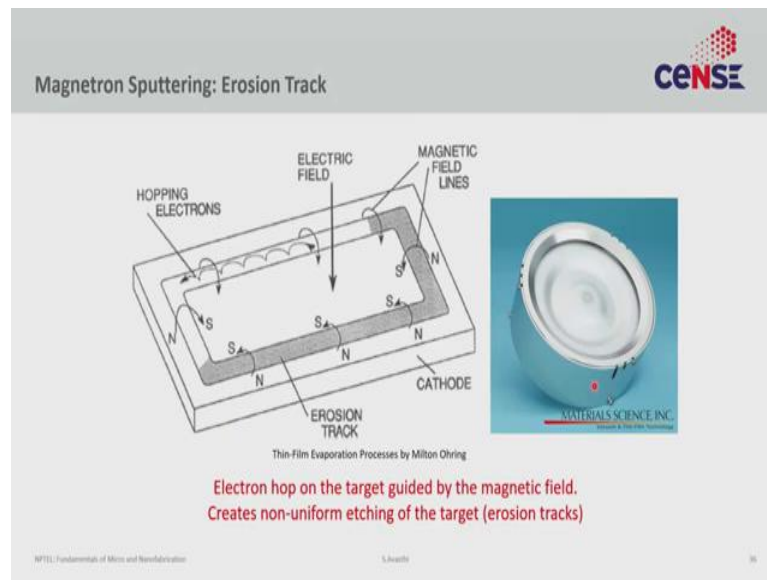 Magnetron Sputtering: Erosion Track
CeNSE
ELECTRIC
FIELD
MAGNETIC
FIELD
LINES
HOPPING
ELECTRONS
N
S
S
N
S
N
S
N
S
N
CATHODE
EROSION
TRACK
MATERIALS SCIENCE, INC.
Thin-Film Evaporation Processes by Milton Ohring
Electron hop on the target guided by the magnetic field.
Creates non-uniform etching of the target (erosion tracks)
NPTEL: Fundamentals of Micro and Nanofabrication
S.Avasthi
36